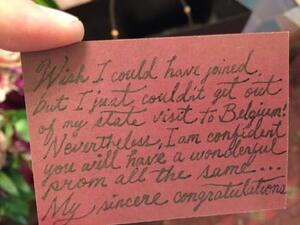 Wish I could have joined,
but I just couldn't get out
of my state visit to Belgium!
Nevertheless, I am confident
you will have a wonderful
prom all the same...
My sincere congratulations